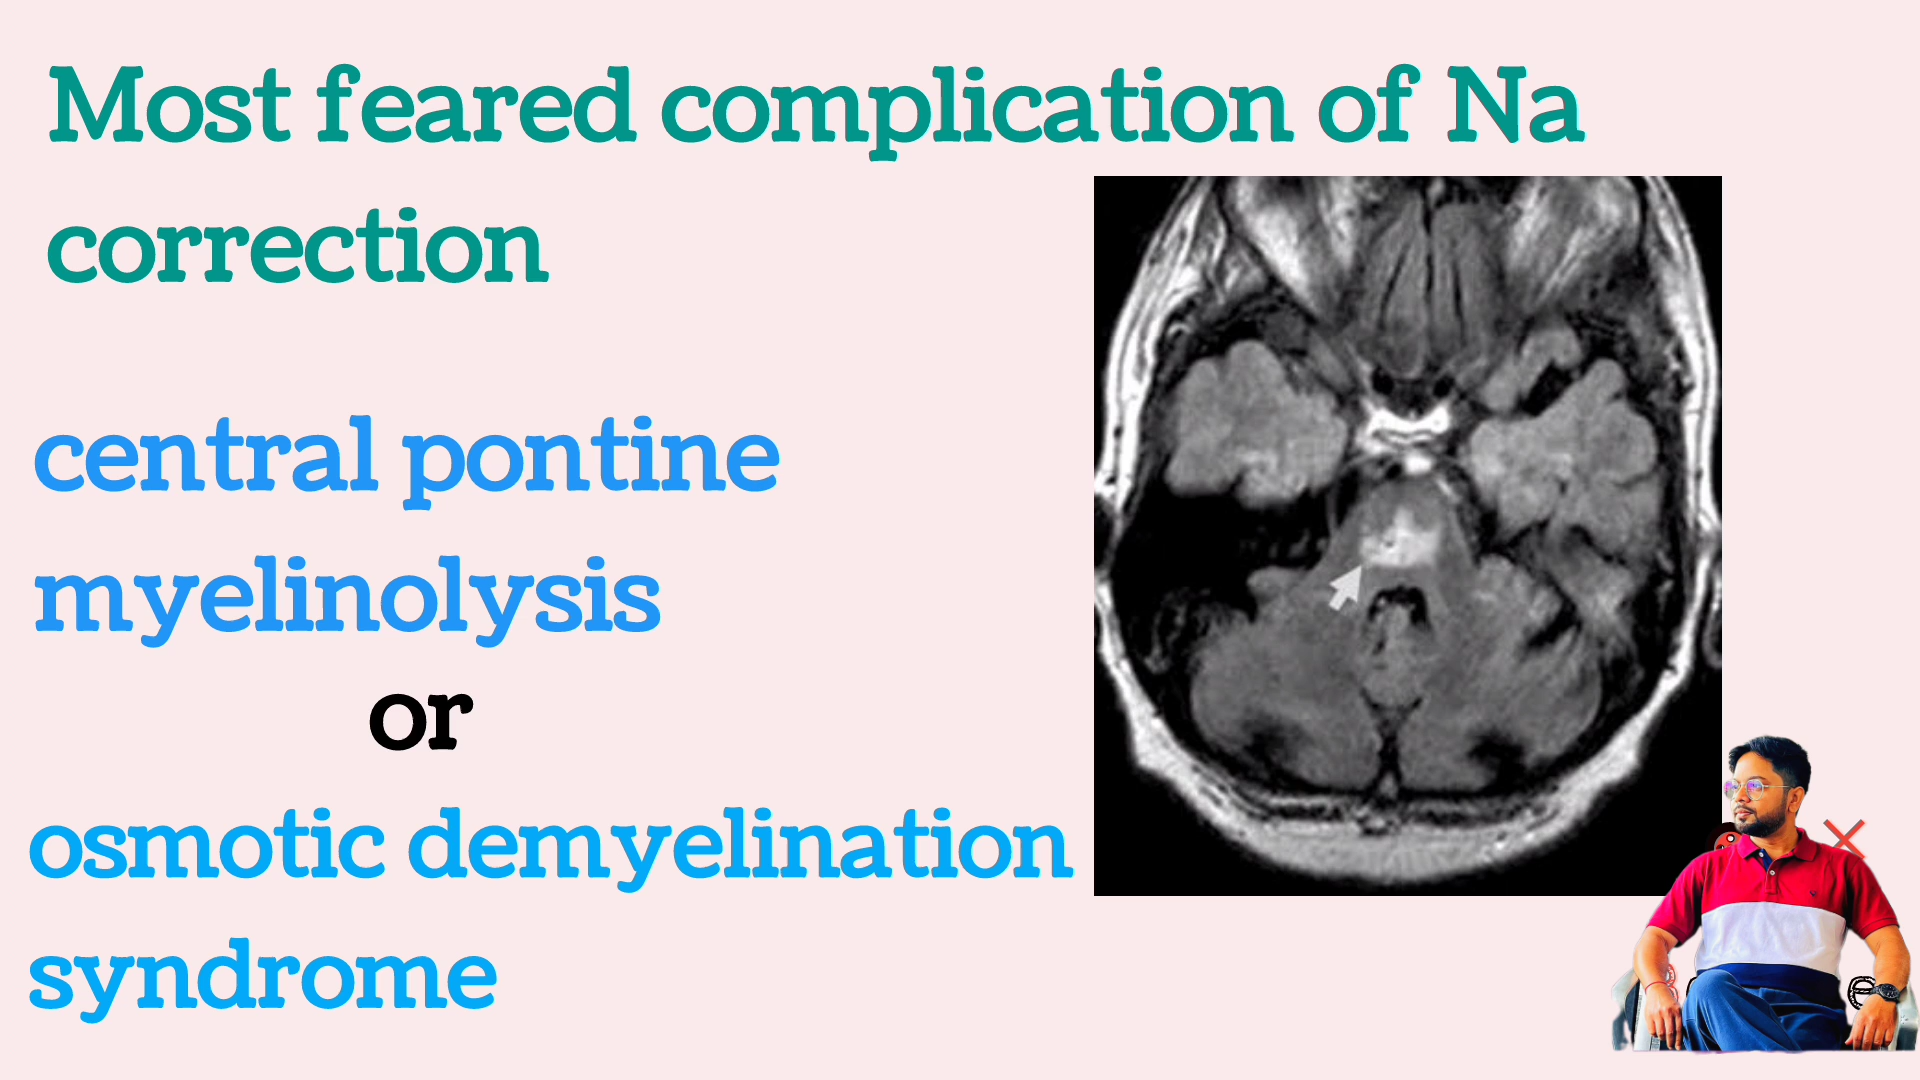 Most feared complication of Na
correction
central pontine
myelinolysis
or
osmotic demyelination
syndrome